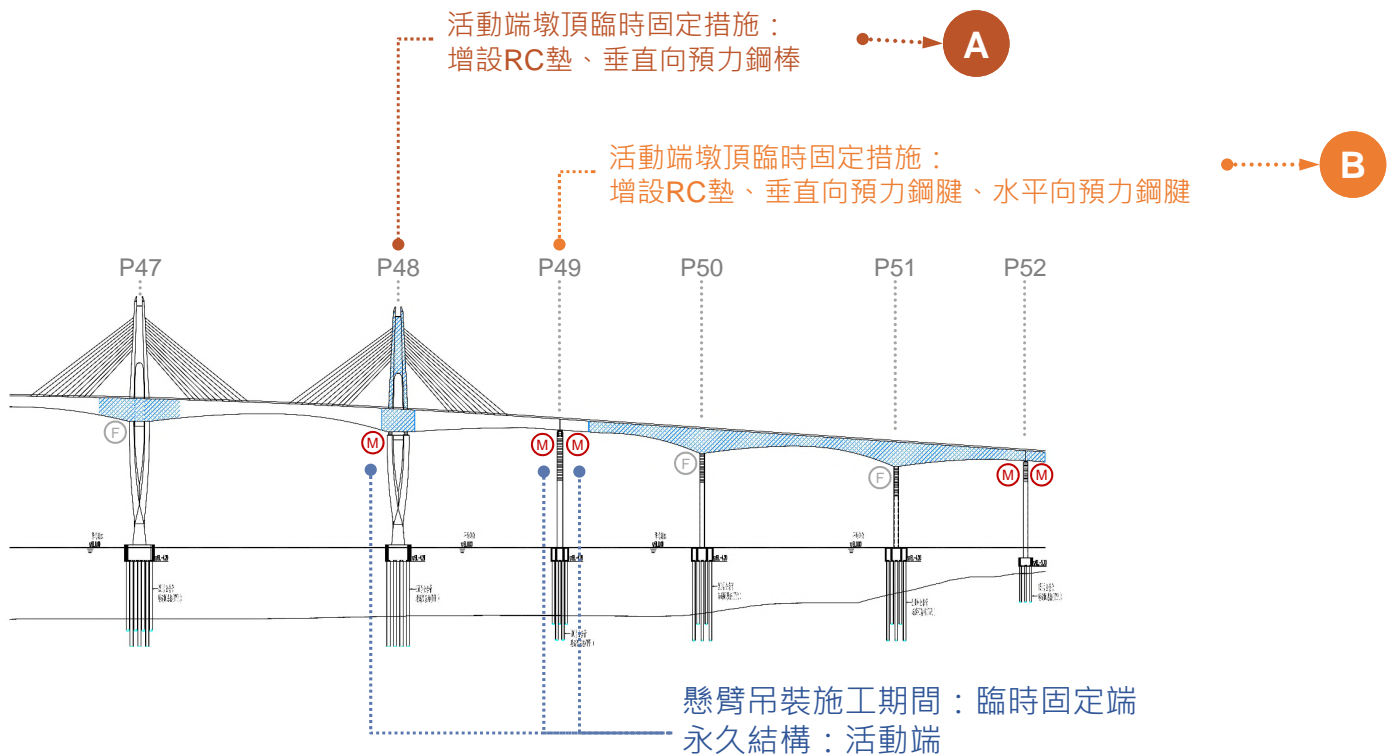 活動端墩頂臨時固定措施：
增設RC墊、垂直向預力鋼棒
A
活動端墩頂臨時固定措施：
增設RC墊、垂直向預力鋼腱、水平向預力鋼腱
B
P47
P48
P49
P50
P51
P52
F
M
M
M
F
F
M
M
懸臂吊裝施工期間：臨時固定端
永久結構：活動端